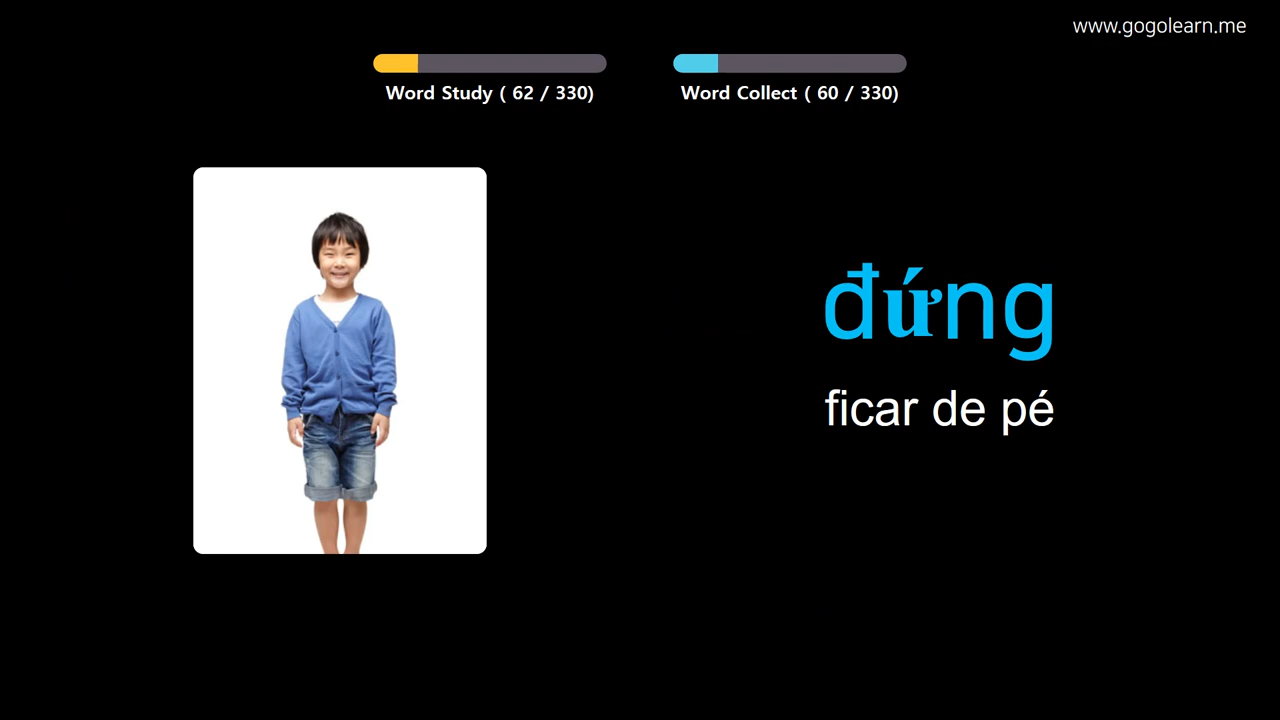 www.gogolearn.me
Word Study ( 62 / 330)
Word Collect ( 60 / 330)
đứng
ficar de pé